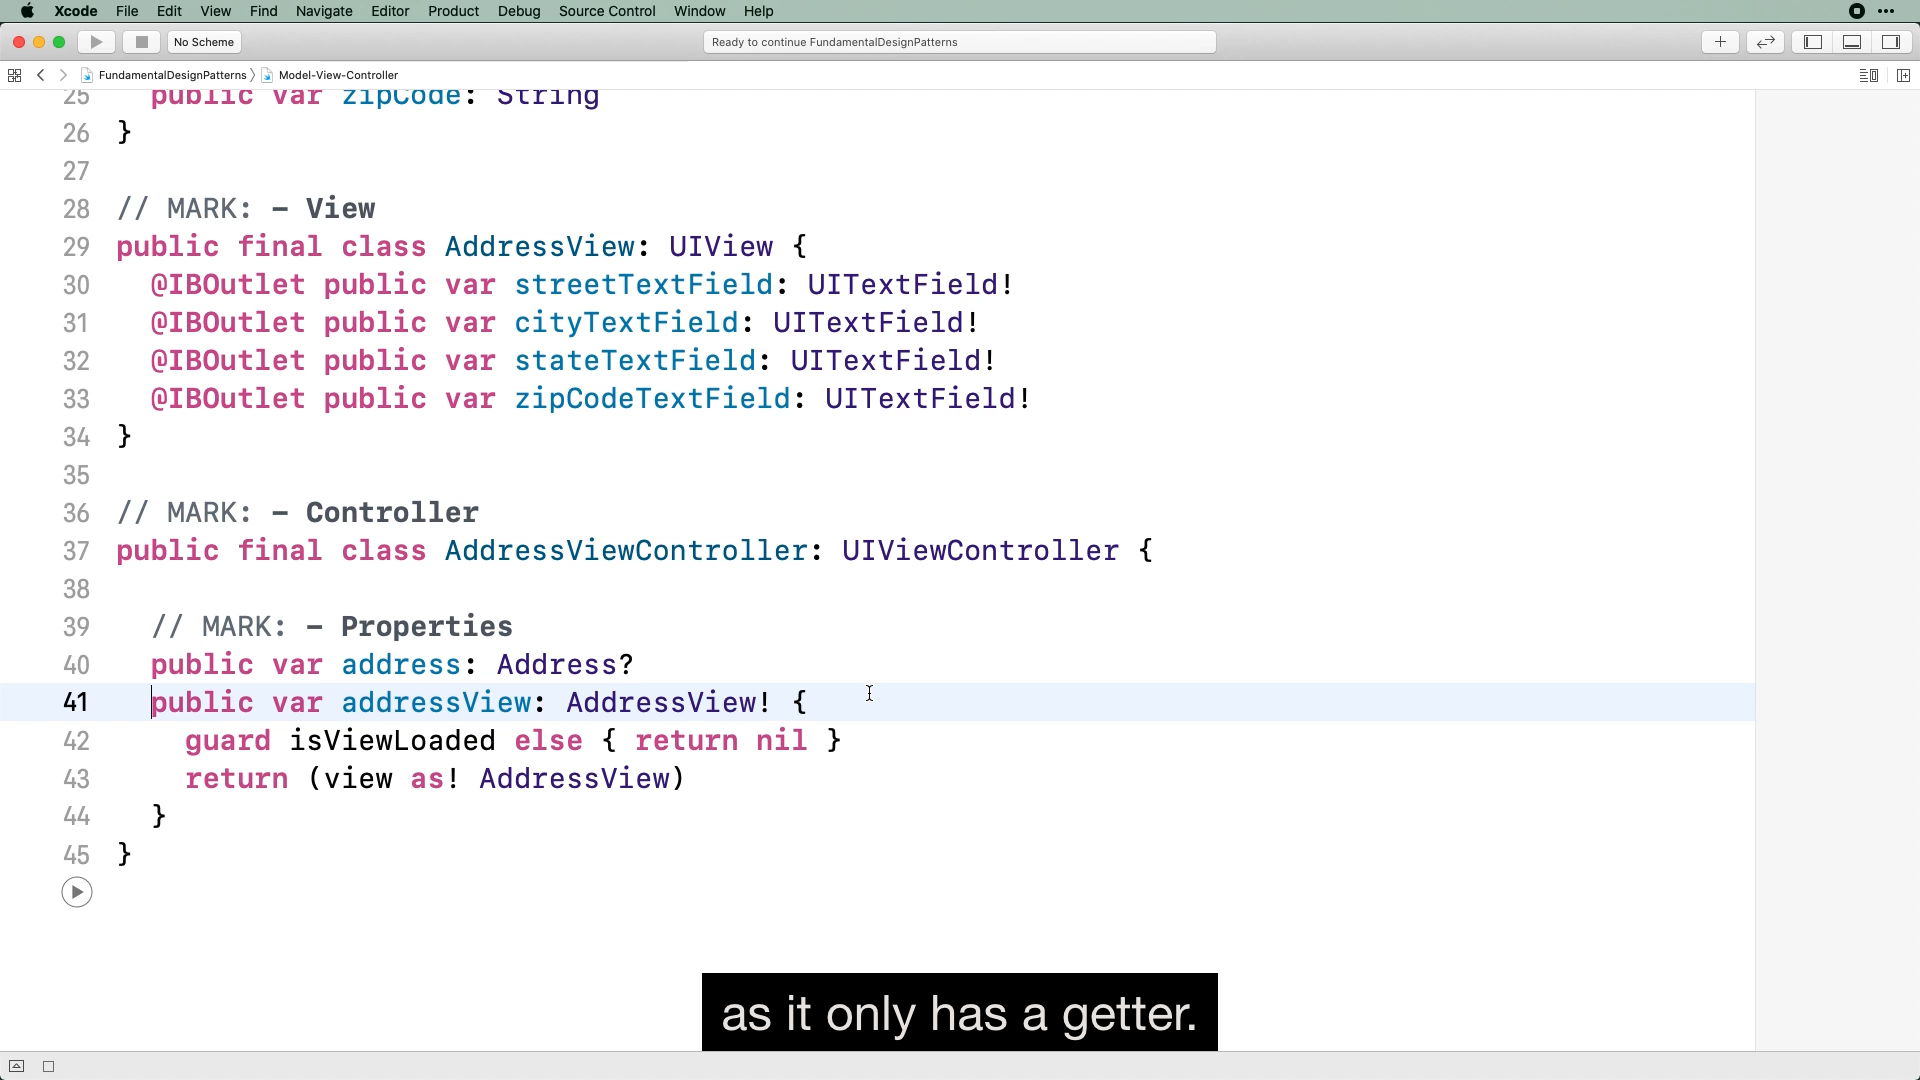 Xcode File Edit View Find Navigate Editor Product Debug Source Control Window Help
No Scheme
Ready to continue FundamentalDesignPatterns
FundamentalDesignPatterns Model-View-Controller
25 public var zipCode: String
26 }
27
28 // MARK: - View
29 public final class AddressView: UIView {
30 @IBOutlet public var streetTextField: UITextField!
31 @IBOutlet public var cityTextField: UITextField!
32 @IBOutlet public var stateTextField: UITextField!
33 @IBOutlet public var zipCodeTextField: UITextField!
34 }
35
36 // MARK: - Controller
37 public final class AddressViewController: UIViewController {
38
39 // MARK: - Properties
40 public var address: Address?
41 public var addressView: AddressView! {
42 guard isViewLoaded else { return nil }
43 return (view as! AddressView)
44 }
45 }
as it only has a getter.